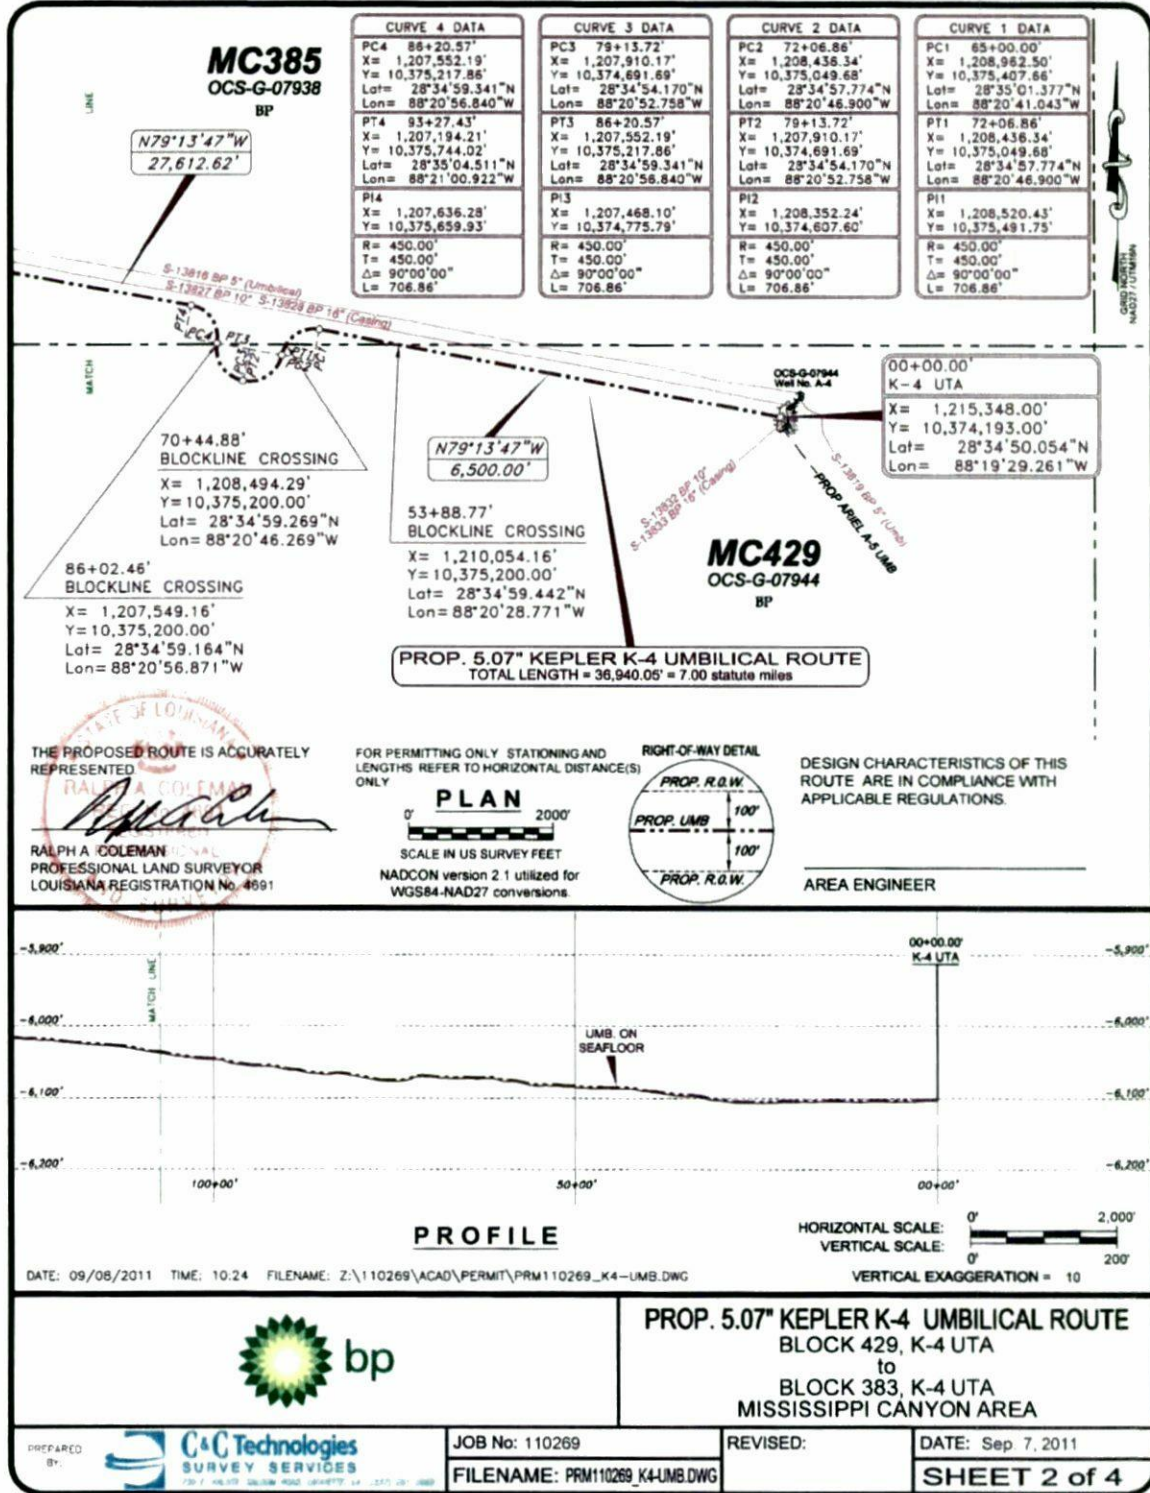 MC385
OCS-G-07938
BP
LINE
N79°13'47"W
27,612.62'
CURVE 4 DATA
PC4 86+20.57'
X= 1,207,552.19'
Y= 10,375,217.86'
Lat= 28°34'59.341"N
Lon= 88°20'56.840"W
PT4 93+27.43'
X= 1,207,194.21'
Y= 10,375,744.02'
Lat= 28°35'04.511"N
Lon= 88°21'00.922"W
PI4
X= 1,207,636.28'
Y= 10,375,659.93'
R= 450.00'
T= 450.00'
Δ= 90°00'00"
L= 706.86'
CURVE 3 DATA
PC3 79+13.72'
X= 1,207,910.17'
Y= 10,374,691.69'
Lat= 28°34'54.170"N
Lon= 88°20'52.758"W
PT3 86+20.57'
X= 1,207,552.19'
Y= 10,375,217.86'
Lat= 28°34'59.341"N
Lon= 88°20'56.840"W
PI3
X= 1,207,468.10'
Y= 10,374,775.79'
R= 450.00'
T= 450.00'
Δ= 90°00'00"
L= 706.86'
CURVE 2 DATA
PC2 72+06.86'
X= 1,208,436.34'
Y= 10,375,049.68'
Lat= 28°34'57.774"N
Lon= 88°20'46.900"W
PT2 79+13.72'
X= 1,207,910.17'
Y= 10,374,691.69'
Lat= 28°34'54.170"N
Lon= 88°20'52.758"W
PI2
X= 1,208,352.24'
Y= 10,374,607.60'
R= 450.00'
T= 450.00'
Δ= 90°00'00"
L= 706.86'
CURVE 1 DATA
PC1 65+00.00'
X= 1,208,962.50'
Y= 10,375,407.66'
Lat= 28°35'01.377"N
Lon= 88°20'41.043"W
PT1 72+06.86'
X= 1,208,436.34'
Y= 10,375,049.68'
Lat= 28°34'57.774"N
Lon= 88°20'46.900"W
PI1
X= 1,208,520.43'
Y= 10,375,491.75'
R= 450.00'
T= 450.00'
Δ= 90°00'00"
L= 706.86'
GRID NORTH
NAD27 / UTM16N
S-13816 BP 5" (Umbilical)
S-13827 BP 10" S-13828 BP 16" (Casing)
PT4
PC4
PT3
MATCH
OCS-G-07944
Well No. A-4
00+00.00'
K-4 UTA
X= 1,215,348.00'
Y= 10,374,193.00'
Lat= 28°34'50.054"N
Lon= 88°19'29.261"W
70+44.88'
BLOCKLINE CROSSING
X= 1,208,494.29'
Y= 10,375,200.00'
Lat= 28°34'59.269"N
Lon= 88°20'46.269"W
N79°13'47"W
6,500.00'
53+88.77'
BLOCKLINE CROSSING
X= 1,210,054.16'
Y= 10,375,200.00'
Lat= 28°34'59.442"N
Lon= 88°20'28.771"W
S-13832 BP 10"
S-13833 BP 16" (Casing)
S-13819 BP 5" (Umb)
PROP ARIEL A-5 UMB
MC429
OCS-G-07944
BP
86+02.46'
BLOCKLINE CROSSING
X= 1,207,549.16'
Y= 10,375,200.00'
Lat= 28°34'59.164"N
Lon= 88°20'56.871"W
PROP. 5.07" KEPLER K-4 UMBILICAL ROUTE
TOTAL LENGTH = 36,940.05' = 7.00 statute miles
STATE OF LOUISIANA
RALPH A. COLEMAN
THE PROPOSED ROUTE IS ACCURATELY
REPRESENTED
RALPH A COLEMAN
PROFESSIONAL LAND SURVEYOR
LOUISIANA REGISTRATION No. 4691
FOR PERMITTING ONLY STATIONING AND
LENGTHS REFER TO HORIZONTAL DISTANCE(S)
ONLY
PLAN
0' 2000'
SCALE IN US SURVEY FEET
NADCON version 2.1 utilized for
WGS84-NAD27 conversions.
RIGHT-OF-WAY DETAIL
PROP. R.O.W.
100'
PROP. UMB
100'
PROP. R.O.W.
DESIGN CHARACTERISTICS OF THIS
ROUTE ARE IN COMPLIANCE WITH
APPLICABLE REGULATIONS.
AREA ENGINEER
-5,900' -5,900'
00+00.00'
K-4 UTA
MATCH LINE
-6,000' -6,000'
UMB. ON
SEAFLOOR
-6,100' -6,100'
-6,200' -6,200'
100+00' 50+00' 00+00'
PROFILE
HORIZONTAL SCALE: 0' 2,000'
VERTICAL SCALE: 0' 200'
VERTICAL EXAGGERATION = 10
DATE: 09/08/2011 TIME: 10:24 FILENAME: Z:\110269\ACAD\PERMIT\PRM110269_K4-UMB.DWG
bp
PROP. 5.07" KEPLER K-4 UMBILICAL ROUTE
BLOCK 429, K-4 UTA
to
BLOCK 383, K-4 UTA
MISSISSIPPI CANYON AREA
PREPARED
BY:
C&C Technologies
SURVEY SERVICES
JOB No: 110269
FILENAME: PRM110269_K4-UMB.DWG
REVISED:
DATE: Sep. 7, 2011
SHEET 2 of 4